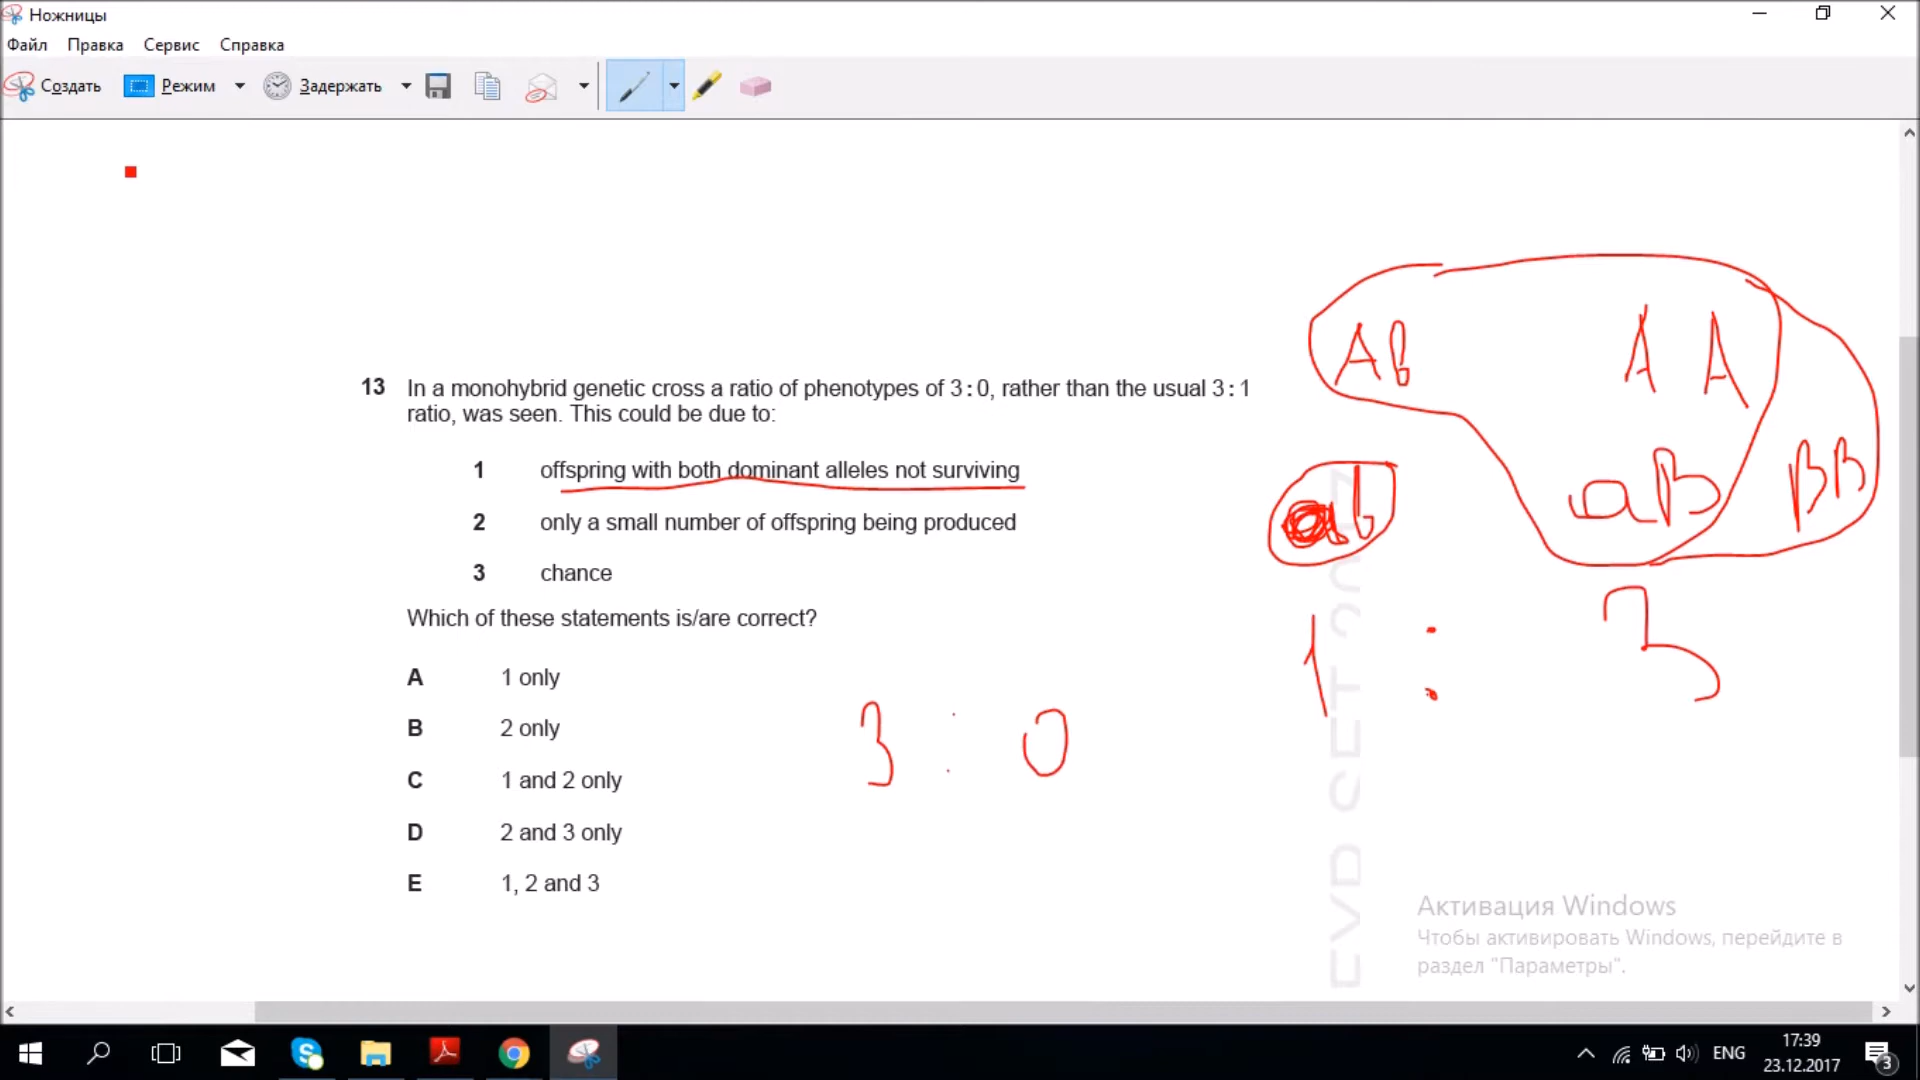 Ножницы
Файл Правка Сервис Справка
Создать Режим Задержать
13 In a monohybrid genetic cross a ratio of phenotypes of 3 : 0, rather than the usual 3 : 1
ratio, was seen. This could be due to:
1 offspring with both dominant alleles not surviving
2 only a small number of offspring being produced
3 chance
Which of these statements is/are correct?
A 1 only
B 2 only
C 1 and 2 only
D 2 and 3 only
E 1, 2 and 3
3 : 0
Ab A A
ab aB BB
1 : 3
Активация Windows
Чтобы активировать Windows, перейдите в
раздел "Параметры".
ENG
17:39
23.12.2017
3